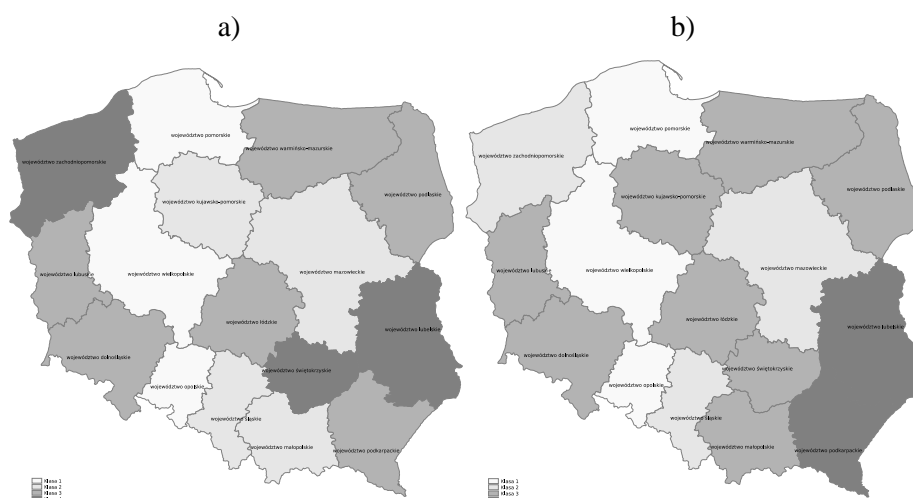 a)
b)
województwo pomorskie
województwo warmińsko-mazurskie
województwo zachodniopomorskie
województwo podlaskie
województwo kujawsko-pomorskie
województwo mazowieckie
województwo lubuskie
województwo wielkopolskie
województwo łódzkie
województwo lubelskie
województwo dolnośląskie
województwo świętokrzyskie
województwo opolskie
województwo śląskie
województwo małopolskie
województwo podkarpackie
Klasa 1
Klasa 2
Klasa 3
województwo pomorskie
województwo warmińsko-mazurskie
województwo zachodniopomorskie
województwo podlaskie
województwo kujawsko-pomorskie
województwo mazowieckie
województwo lubuskie
województwo wielkopolskie
województwo łódzkie
województwo lubelskie
województwo dolnośląskie
województwo świętokrzyskie
województwo opolskie
województwo śląskie
województwo małopolskie
województwo podkarpackie
Klasa 1
Klasa 2
Klasa 3